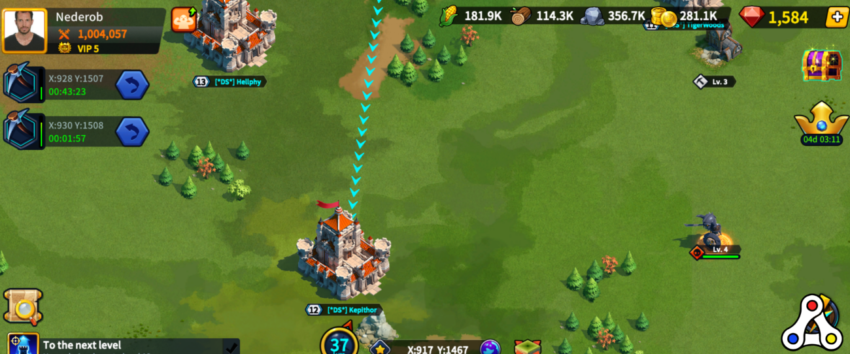 Nederob
1,004,057
VIP 5
181.9K
114.3K
356.7K
281.1K
1,584
X:928 Y:1507
00:43:23
X:930 Y:1508
00:01:57
13 [*DS*] Hellphy
TigerWoods
Lv. 3
04d 03:11
Lv. 4
12 [*DS*] Kepithor
To the next level
37
X:917 Y:1467